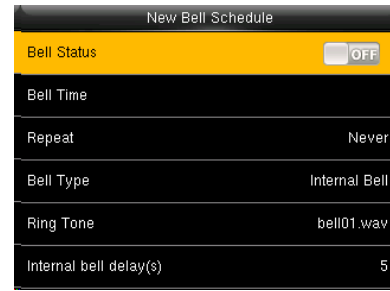 New Bell Schedule
Bell Status OFF
Bell Time
Repeat Never
Bell Type Internal Bell
Ring Tone bell01.wav
Internal bell delay(s) 5